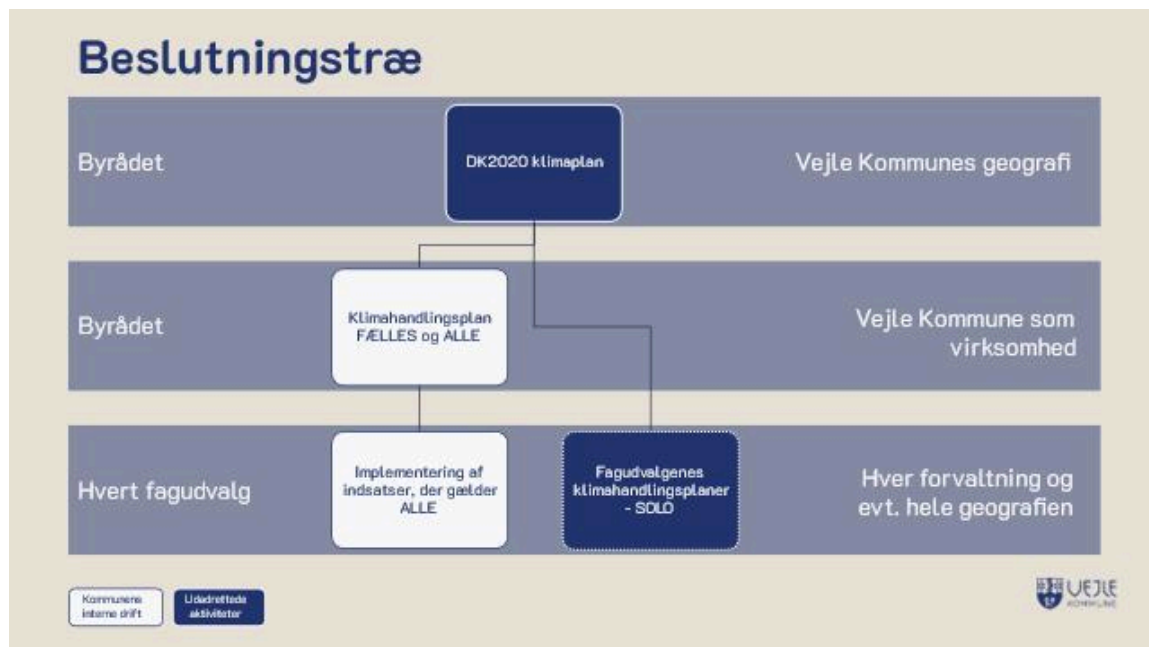 Beslutningstræ
Byrådet
DK2020 klimaplan
Vejle Kommunes geografi
Byrådet
Klimahandlingsplan
FÆLLES og ALLE
Vejle Kommune som
virksomhed
Hvert fagudvalg
Implementering af
indsatser, der gælder
ALLE
Fagudvalgenes
klimahandlingsplaner
- SOLO
Hver forvaltning og
evt. hele geografien
Kommunens
interne drift
Udadrettede
aktiviteter
VEJLE
KOMMUNE